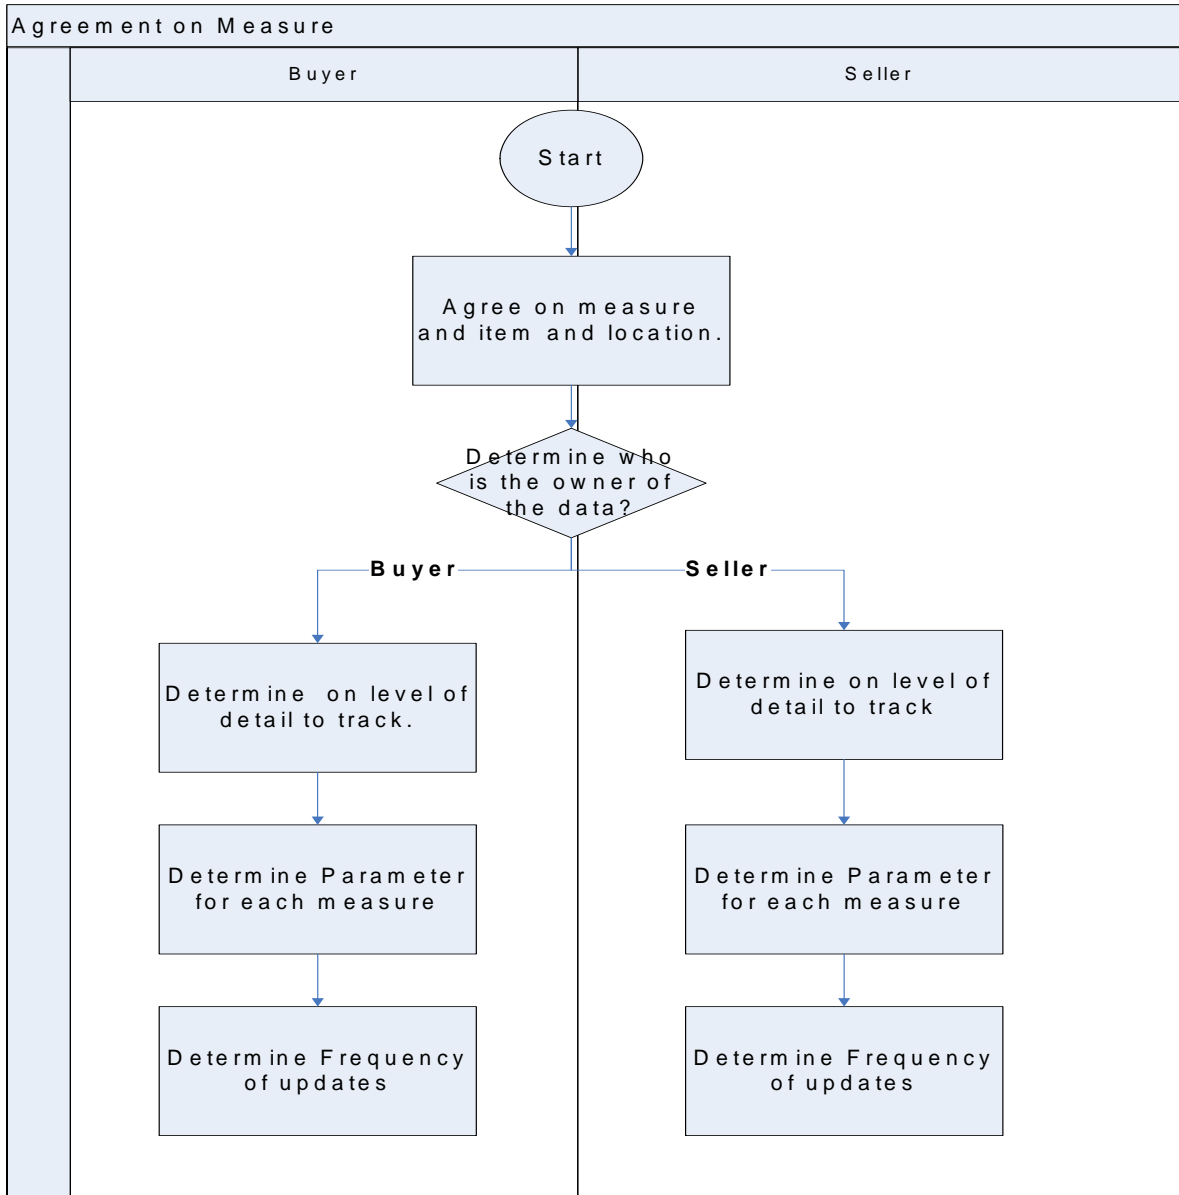 Agreement on Measure
Buyer
Seller
Start
Agree on measure
and item and location.
Determine who
is the owner of
the data?
Buyer
Seller
Determine on level of
detail to track.
Determine on level of
detail to track
Determine Parameter
for each measure
Determine Parameter
for each measure
Determine Frequency
of updates
Determine Frequency
of updates